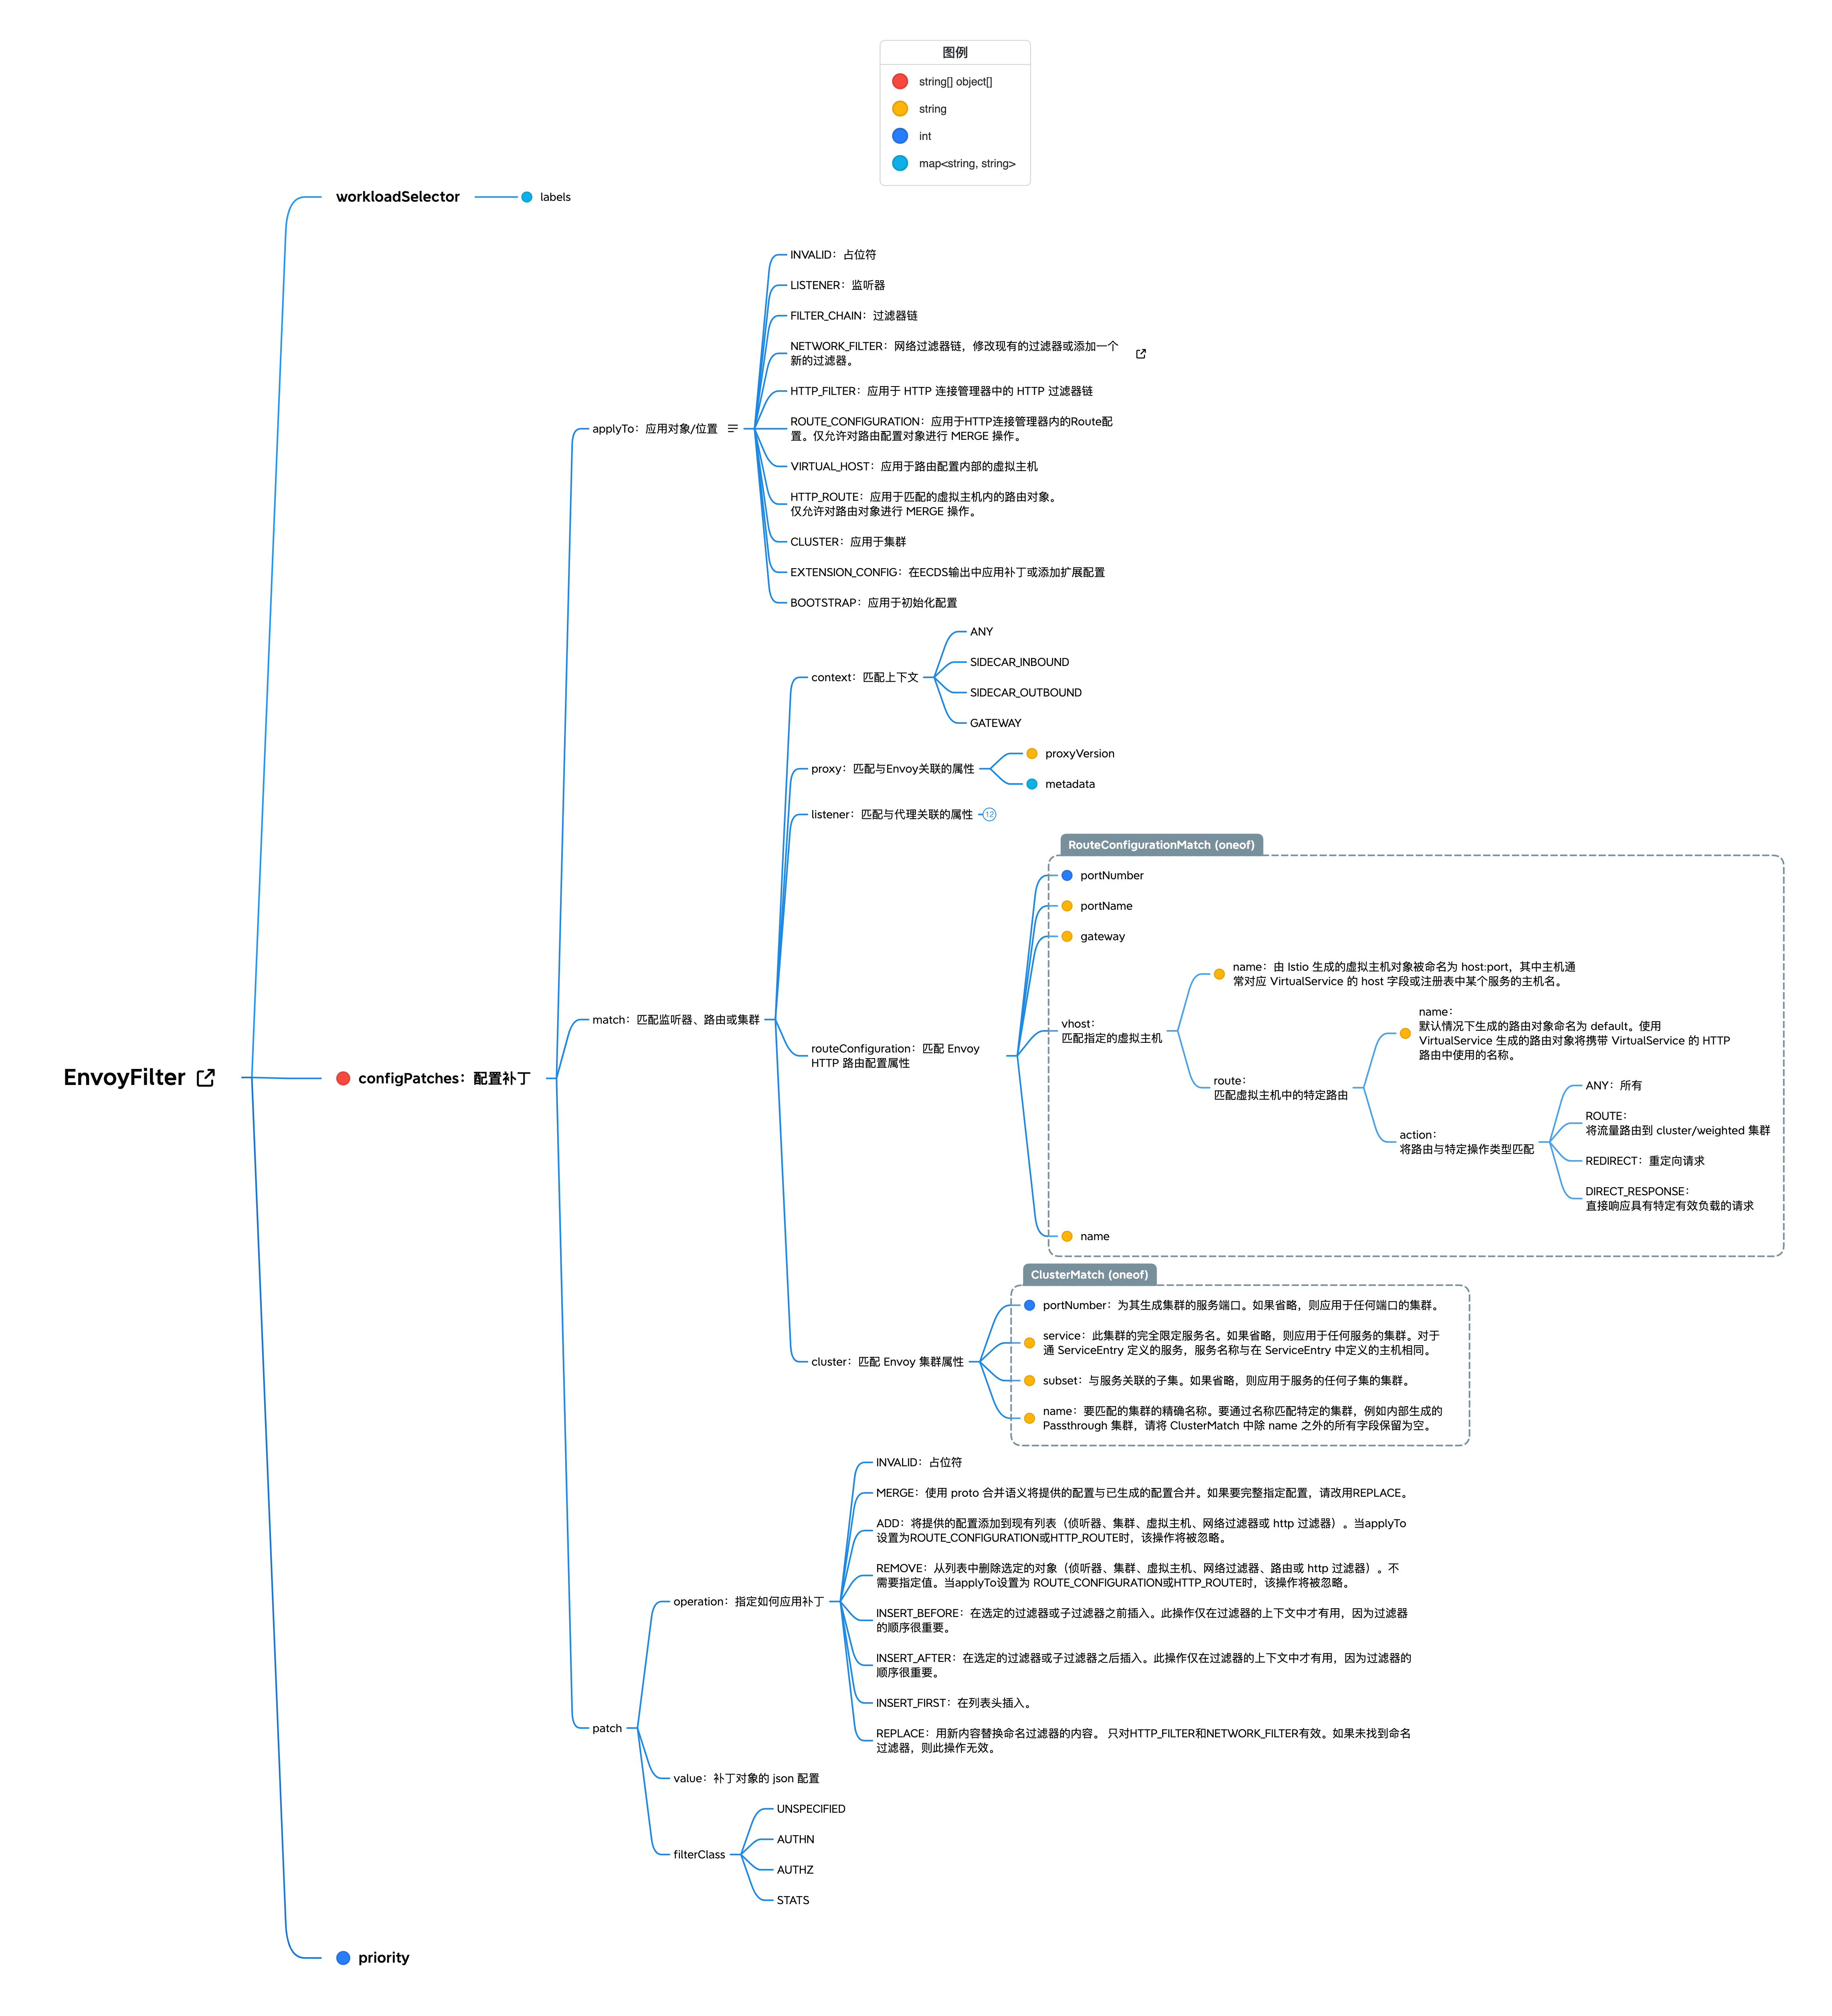 图例
string[] object[]
string
int
map<string, string>
workloadSelector
labels
EnvoyFilter
configPatches：配置补丁
applyTo：应用对象/位置
INVALID：占位符
LISTENER：监听器
FILTER_CHAIN：过滤器链
NETWORK_FILTER：网络过滤器链，修改现有的过滤器或添加一个
新的过滤器。
HTTP_FILTER：应用于 HTTP 连接管理器中的 HTTP 过滤器链
ROUTE_CONFIGURATION：应用于HTTP连接管理器内的Route配
置。仅允许对路由配置对象进行 MERGE 操作。
VIRTUAL_HOST：应用于路由配置内部的虚拟主机
HTTP_ROUTE：应用于匹配的虚拟主机内的路由对象。
仅允许对路由对象进行 MERGE 操作。
CLUSTER：应用于集群
EXTENSION_CONFIG：在ECDS输出中应用补丁或添加扩展配置
BOOTSTRAP：应用于初始化配置
match：匹配监听器、路由或集群
context：匹配上下文
ANY
SIDECAR_INBOUND
SIDECAR_OUTBOUND
GATEWAY
proxy：匹配与Envoy关联的属性
proxyVersion
metadata
listener：匹配与代理关联的属性
12
routeConfiguration：匹配 Envoy
HTTP 路由配置属性
RouteConfigurationMatch (oneof)
portNumber
portName
gateway
vhost：
匹配指定的虚拟主机
name：由 Istio 生成的虚拟主机对象被命名为 host:port，其中主机通
常对应 VirtualService 的 host 字段或注册表中某个服务的主机名。
route：
匹配虚拟主机中的特定路由
name：
默认情况下生成的路由对象命名为 default。使用
VirtualService 生成的路由对象将携带 VirtualService 的 HTTP
路由中使用的名称。
action：
将路由与特定操作类型匹配
ANY：所有
ROUTE：
将流量路由到 cluster/weighted 集群
REDIRECT：重定向请求
DIRECT_RESPONSE：
直接响应具有特定有效负载的请求
name
cluster：匹配 Envoy 集群属性
ClusterMatch (oneof)
portNumber：为其生成集群的服务端口。如果省略，则应用于任何端口的集群。
service：此集群的完全限定服务名。如果省略，则应用于任何服务的集群。对于
通 ServiceEntry 定义的服务，服务名称与在 ServiceEntry 中定义的主机相同。
subset：与服务关联的子集。如果省略，则应用于服务的任何子集的集群。
name：要匹配的集群的精确名称。要通过名称匹配特定的集群，例如内部生成的
Passthrough 集群，请将 ClusterMatch 中除 name 之外的所有字段保留为空。
patch
operation：指定如何应用补丁
INVALID：占位符
MERGE：使用 proto 合并语义将提供的配置与已生成的配置合并。如果要完整指定配置，请改用REPLACE。
ADD：将提供的配置添加到现有列表（侦听器、集群、虚拟主机、网络过滤器或 http 过滤器）。当applyTo
设置为ROUTE_CONFIGURATION或HTTP_ROUTE时，该操作将被忽略。
REMOVE：从列表中删除选定的对象（侦听器、集群、虚拟主机、网络过滤器、路由或 http 过滤器）。不
需要指定值。当applyTo设置为 ROUTE_CONFIGURATION或HTTP_ROUTE时，该操作将被忽略。
INSERT_BEFORE：在选定的过滤器或子过滤器之前插入。此操作仅在过滤器的上下文中才有用，因为过滤器
的顺序很重要。
INSERT_AFTER：在选定的过滤器或子过滤器之后插入。此操作仅在过滤器的上下文中才有用，因为过滤器的
顺序很重要。
INSERT_FIRST：在列表头插入。
REPLACE：用新内容替换命名过滤器的内容。 只对HTTP_FILTER和NETWORK_FILTER有效。如果未找到命名
过滤器，则此操作无效。
value：补丁对象的 json 配置
filterClass
UNSPECIFIED
AUTHN
AUTHZ
STATS
priority